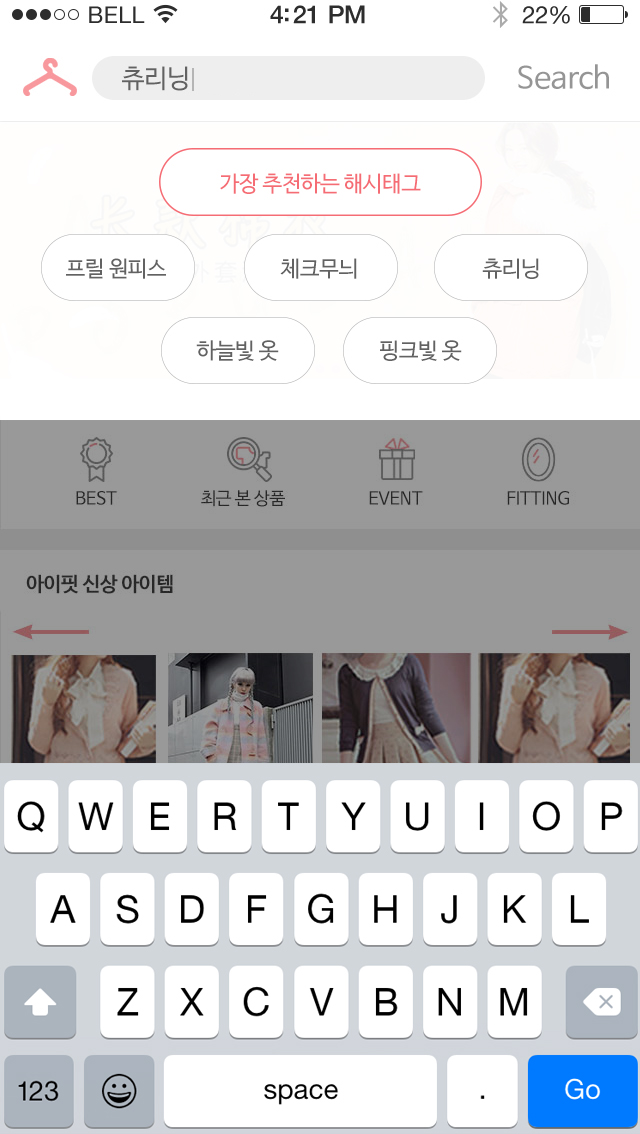 BELL 4:21 PM 22%
츄리닝 Search
가장 추천하는 해시태그
프릴 원피스 체크무늬 츄리닝
하늘빛 옷 핑크빛 옷
BEST 최근 본 상품 EVENT FITTING
아이핏 신상 아이템
Q W E R T Y U I O P
A S D F G H J K L
Z X C V B N M
123 space . Go